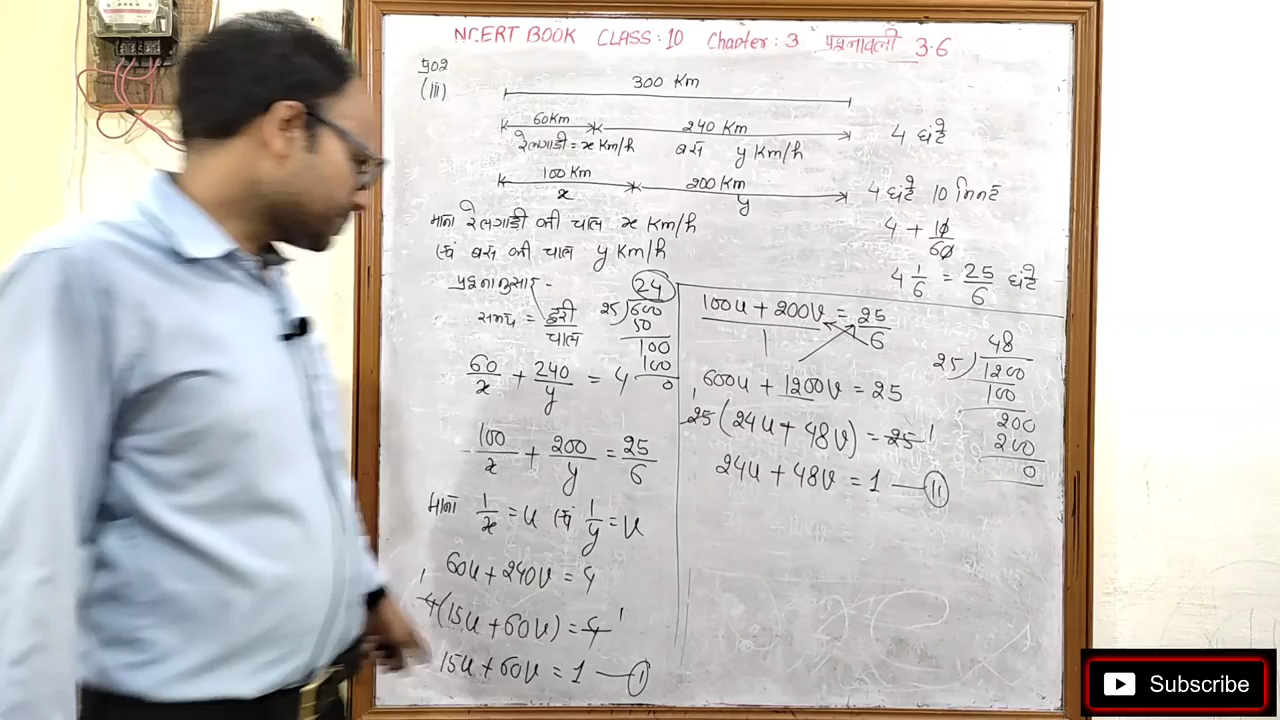 NCERT BOOK CLASS:10 Chapter:3 प्रश्नावली 3.6
प्र02
(iii)
300 Km
60Km 240 Km 4 घंटे
रेलगाडी = x Km/h बस y Km/h
100 Km 200 Km 4 घंटे 10 मिनट
x y
माना रेलगाडी की चाल x Km/h
एवं बस की चाल y Km/h
4 + 10/60
4 1/6 = 25/6 घंटे
प्रश्नानुसार -
समय = दूरी/चाल
24
25)600
50
100
100
0
60/x + 240/y = 4
100/x + 200/y = 25/6
माना 1/x = u एवं 1/y = v
60u + 240v = 4
4(15u + 60v) = 4
1 1
15u + 60v = 1 — (I)
100u + 200v = 25/6
600u + 1200v = 25
25(24u + 48v) = 25
1 1
24u + 48v = 1 — (II)
48
25)1200
100
200
200
0
Subscribe